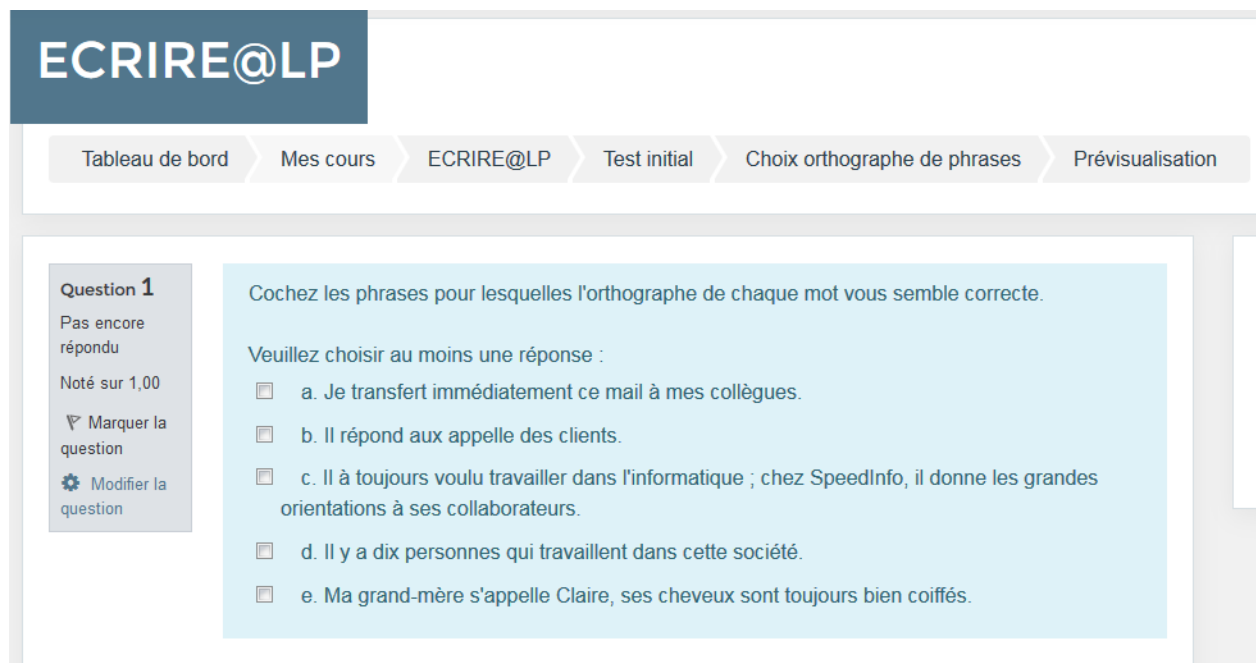 ECRIRE@LP
Tableau de bord Mes cours ECRIRE@LP Test initial Choix orthographe de phrases Prévisualisation
Question 1
Pas encore
répondu
Noté sur 1,00
Marquer la
question
Modifier la
question
Cochez les phrases pour lesquelles l'orthographe de chaque mot vous semble correcte.
Veuillez choisir au moins une réponse :
a. Je transfert immédiatement ce mail à mes collègues.
b. Il répond aux appelle des clients.
c. Il à toujours voulu travailler dans l'informatique ; chez SpeedInfo, il donne les grandes
orientations à ses collaborateurs.
d. Il y a dix personnes qui travaillent dans cette société.
e. Ma grand-mère s'appelle Claire, ses cheveux sont toujours bien coiffés.